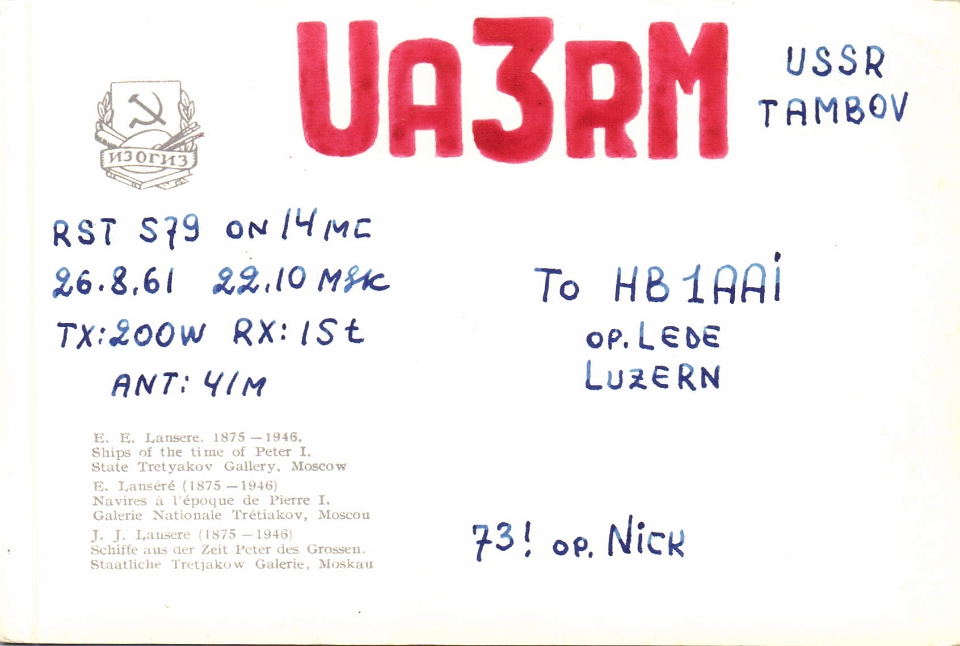 UA3RM
USSR
TAMBOV
ИЗОГИЗ
RST 579 ON 14 MC
26.8.61 22.10 MSK
TX: 200W RX: 1St
ANT: 41M
To HB1AAi
OP. LEDE
LUZERN
E. E. Lansere. 1875 — 1946.
Ships of the time of Peter I.
State Tretyakov Gallery, Moscow
E. Lanséré (1875 — 1946)
Navires à l'époque de Pierre I.
Galerie Nationale Trétiakov, Moscou
J. J. Lansere (1875 — 1946)
Schiffe aus der Zeit Peter des Grossen.
Staatliche Tretjakow Galerie, Moskau
73! OP. NiCK